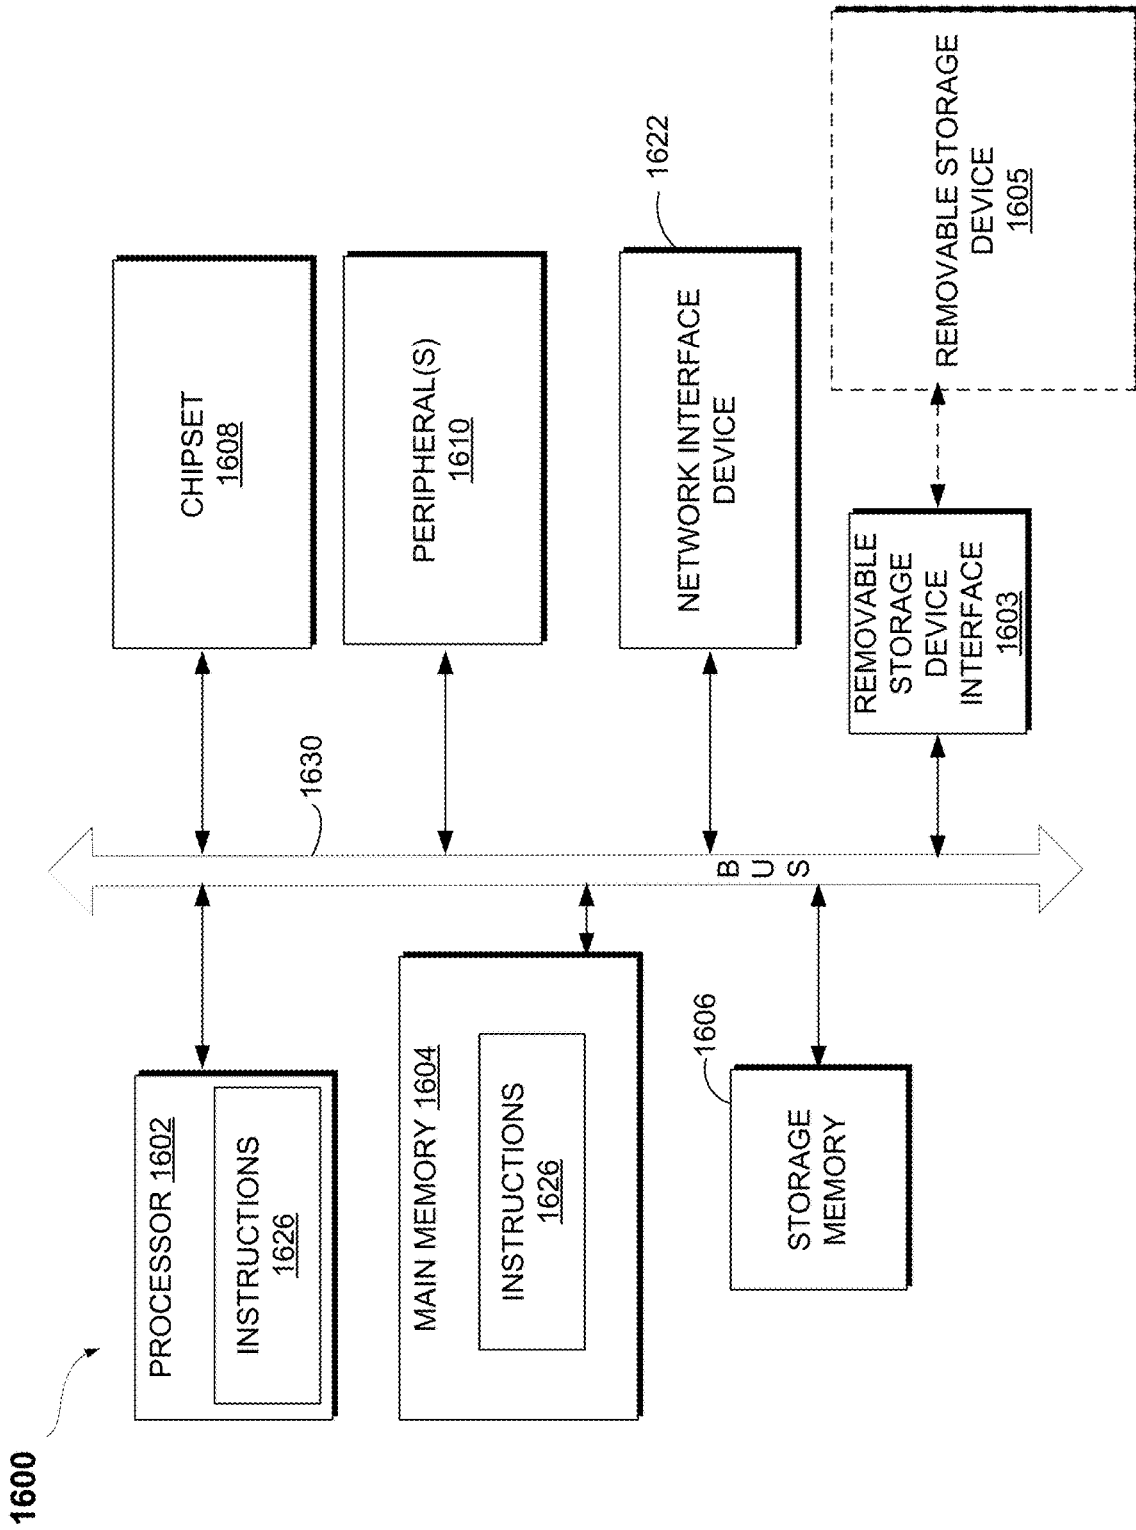 1600
PROCESSOR 1602
INSTRUCTIONS
1626
MAIN MEMORY 1604
INSTRUCTIONS
1626
1606
STORAGE
MEMORY
1630
B
U
S
CHIPSET
1608
PERIPHERAL(S)
1610
1622
NETWORK INTERFACE
DEVICE
REMOVABLE
STORAGE
DEVICE
INTERFACE
1603
REMOVABLE STORAGE
DEVICE
1605